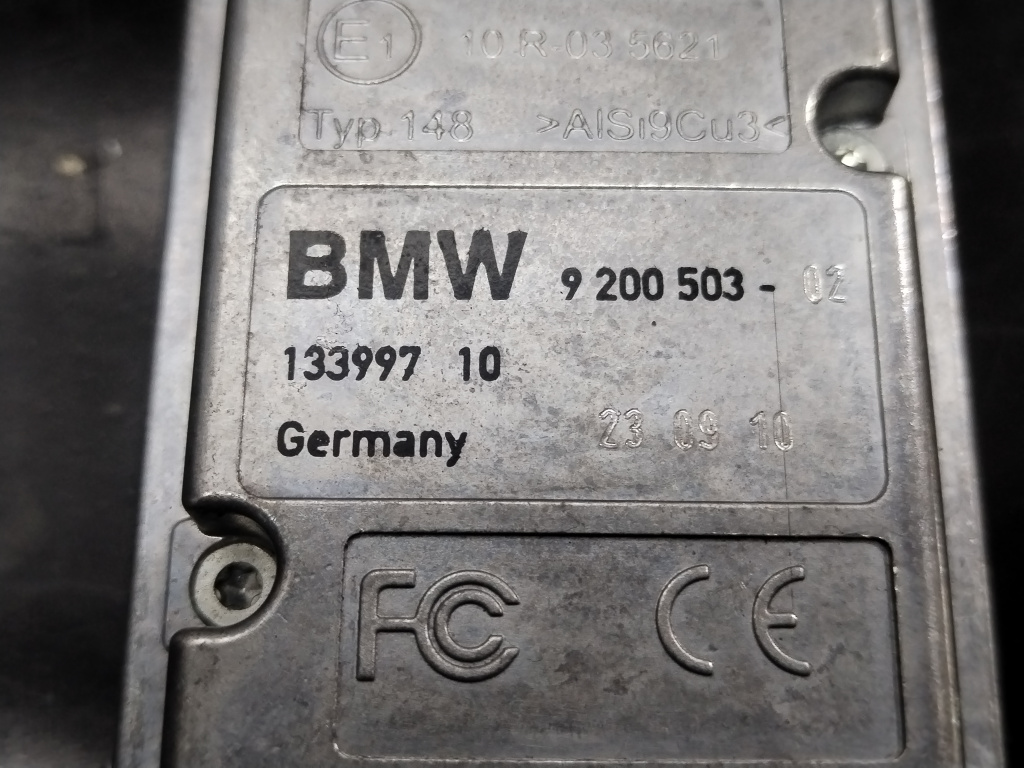 E1 10 R-03 5621
Typ 148 >AlSi9Cu3<
BMW 9 200 503 - 02
133997 10
Germany 23 09 10
FC CE